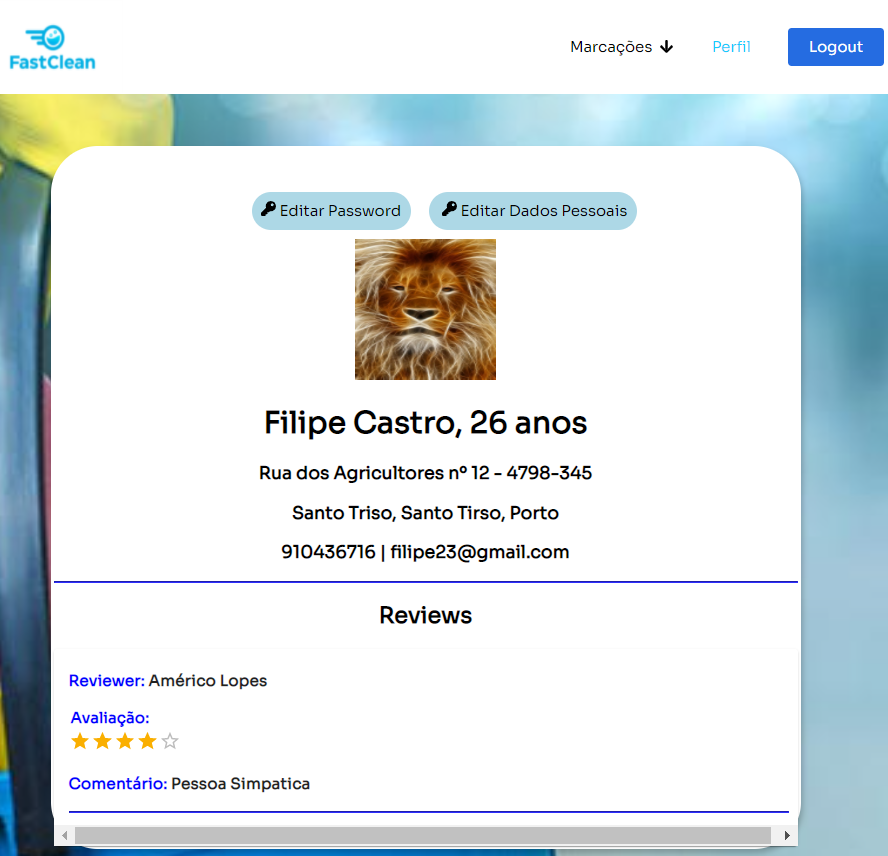 FastClean
Marcações
Perfil
Logout
Editar Password
Editar Dados Pessoais
Filipe Castro, 26 anos
Rua dos Agricultores nº 12 - 4798-345
Santo Triso, Santo Tirso, Porto
910436716 | filipe23@gmail.com
Reviews
Reviewer: Américo Lopes
Avaliação:
Comentário: Pessoa Simpatica